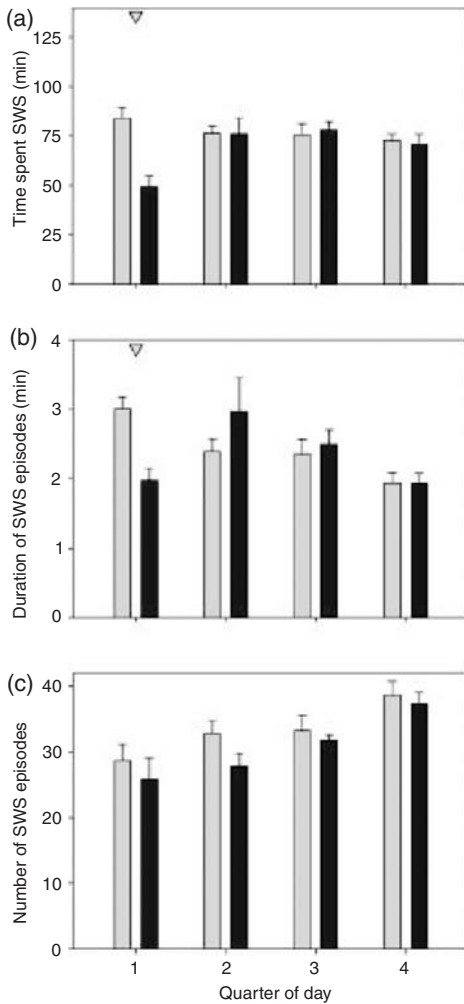 (a)
Time spent SWS (min)
125
100
75
50
25
0
(b)
Duration of SWS episodes (min)
4
3
2
1
0
(c)
Number of SWS episodes
40
30
20
10
0
1 2 3 4
Quarter of day